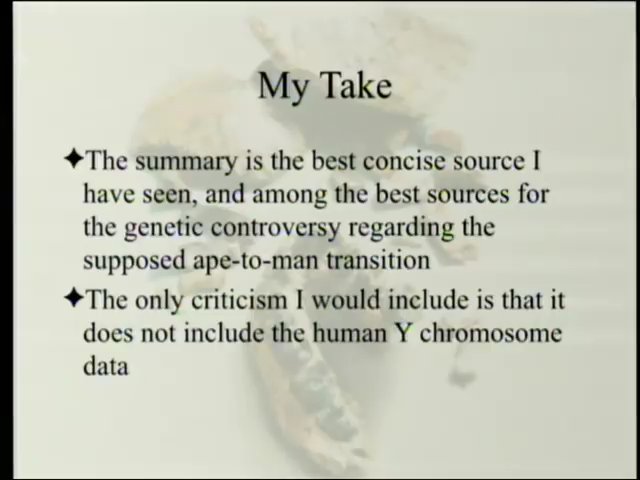 My Take
✦The summary is the best concise source I
have seen, and among the best sources for
the genetic controversy regarding the
supposed ape-to-man transition
✦The only criticism I would include is that it
does not include the human Y chromosome
data